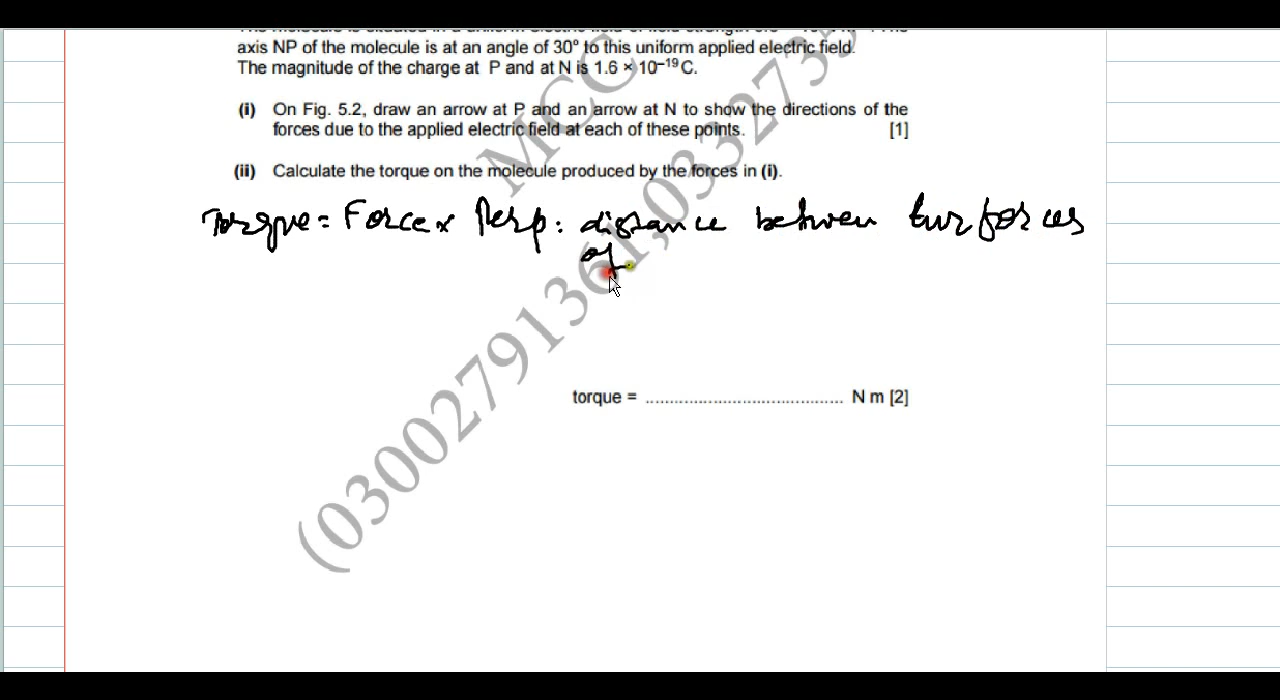 axis NP of the molecule is at an angle of 30° to this uniform applied electric field.
The magnitude of the charge at P and at N is 1.6 × 10⁻¹⁹ C.
(i) On Fig. 5.2, draw an arrow at P and an arrow at N to show the directions of the
forces due to the applied electric field at each of these points. [1]
(ii) Calculate the torque on the molecule produced by the forces in (i).
Torque = Force x Perp: distance between two forces
of
torque = ........................................ N m [2]
MCC
(03002791361,0332735